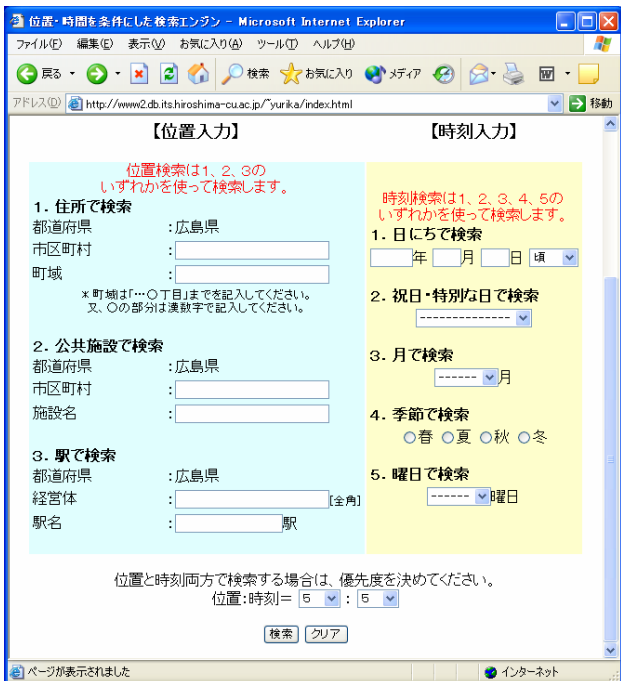 位置・時間を条件にした検索エンジン - Microsoft Internet Explorer
ファイル(F) 編集(E) 表示(V) お気に入り(A) ツール(T) ヘルプ(H)
戻る 検索 お気に入り メディア
アドレス(D) http://www2.db.its.hiroshima-cu.ac.jp/~yurika/index.html 移動
【位置入力】
位置検索は1、2、3の
いずれかを使って検索します。
1. 住所で検索
都道府県 :広島県
市区町村 :
町域 :
※町域は「…○丁目」までを記入してください。
又、○の部分は漢数字で記入してください。
2. 公共施設で検索
都道府県 :広島県
市区町村 :
施設名 :
3. 駅で検索
都道府県 :広島県
経営体 : [全角]
駅名 : 駅
【時刻入力】
時刻検索は1、2、3、4、5の
いずれかを使って検索します。
1. 日にちで検索
年 月 日 頃
2. 祝日・特別な日で検索
--------------
3. 月で検索
------ 月
4. 季節で検索
春 夏 秋 冬
5. 曜日で検索
------ 曜日
位置と時刻両方で検索する場合は、優先度を決めてください。
位置:時刻= 5 : 5
検索 クリア
ページが表示されました インターネット